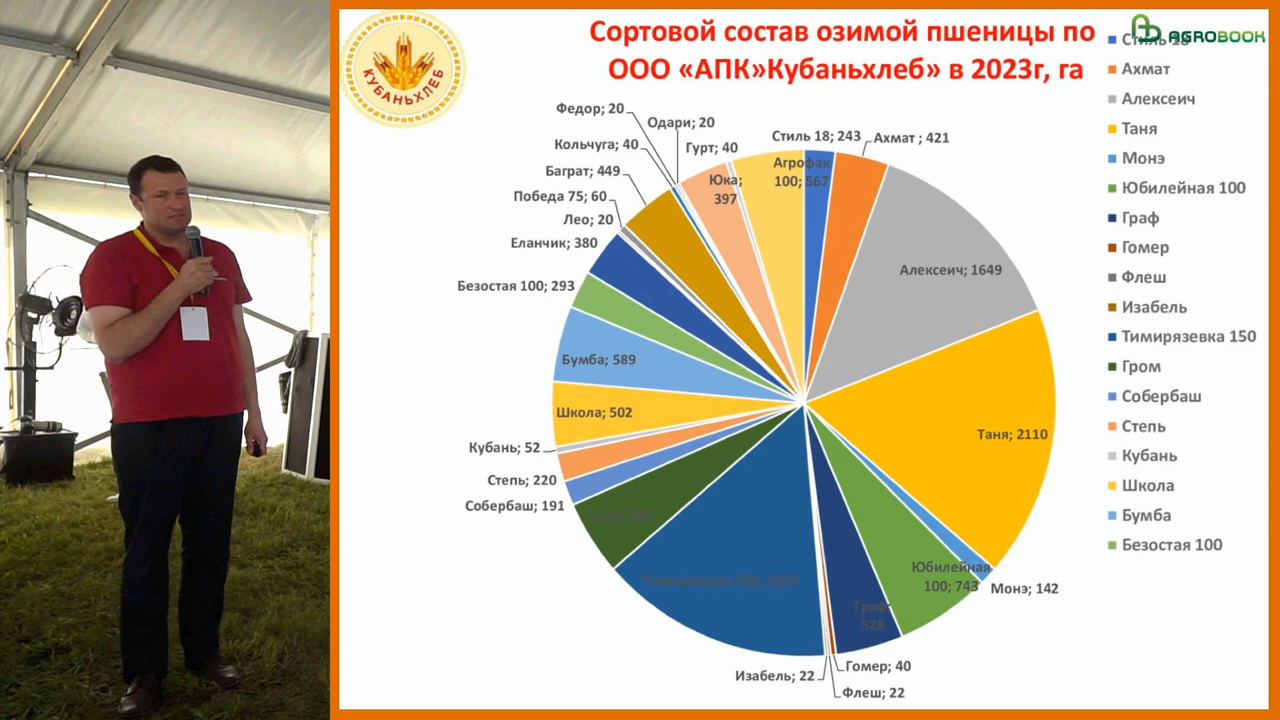 Сортовой состав озимой пшеницы по
ООО «АПК»Кубаньхлеб» в 2023г, га
КУБАНЬХЛЕБ
AGROBOOK
Федор; 20
Одари; 20
Кольчуга; 40
Гурт; 40
Баграт; 449
Юка;
397
Победа 75; 60
Лео; 20
Еланчик; 380
Безостая 100; 293
Бумба; 589
Школа; 502
Кубань; 52
Степь; 220
Собербаш; 191
Стиль 18; 243
Агрофак
100; 567
Ахмат ; 421
Алексеич; 1649
Таня; 2110
Монэ; 142
Юбилейная
100; 743
Граф
528
Гомер; 40
Флеш; 22
Изабель; 22
Стиль 18
Ахмат
Алексеич
Таня
Монэ
Юбилейная 100
Граф
Гомер
Флеш
Изабель
Тимирязевка 150
Гром
Собербаш
Степь
Кубань
Школа
Бумба
Безостая 100